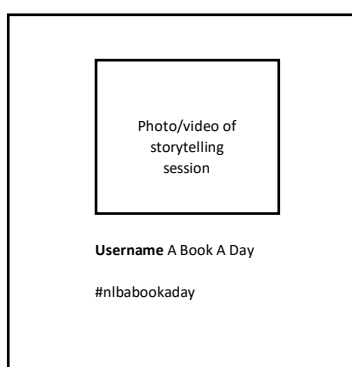 Photo/video of
storytelling
session
Username A Book A Day
#nlbabookaday